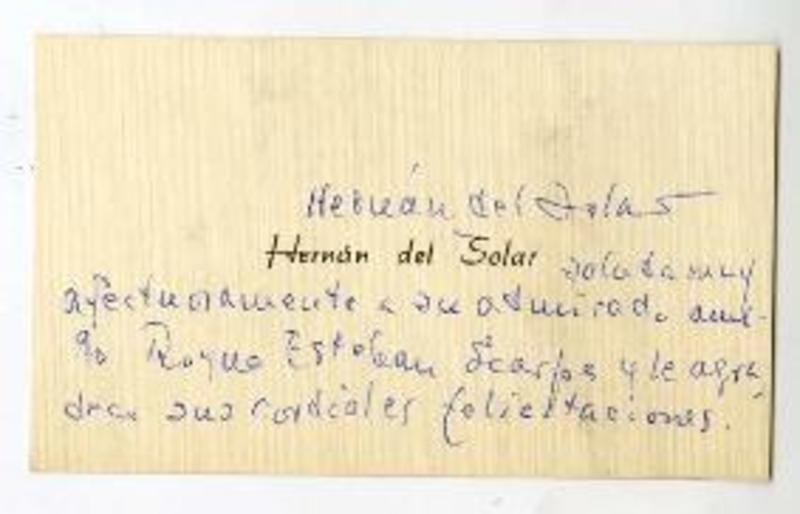 Hernán del Solar
Hernán del Solar
saluta muy
afectuosamente a su admirado ami-
go Roque Esteban Scarpa y le agra
dece sus cordiales felicitaciones.